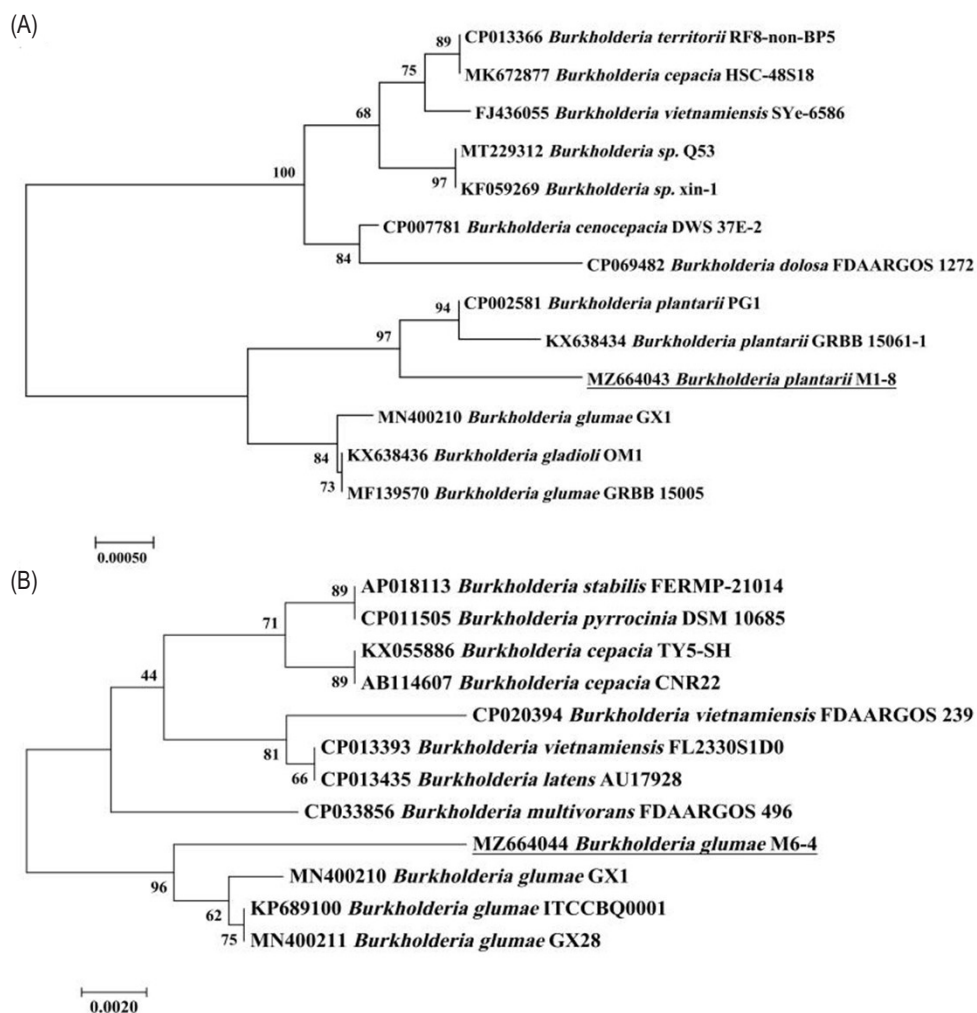 (A)
89 CP013366 Burkholderia territorii RF8-non-BP5
75 MK672877 Burkholderia cepacia HSC-48S18
68 FJ436055 Burkholderia vietnamiensis SYe-6586
MT229312 Burkholderia sp. Q53
100 97 KF059269 Burkholderia sp. xin-1
CP007781 Burkholderia cenocepacia DWS 37E-2
84 CP069482 Burkholderia dolosa FDAARGOS 1272
94 CP002581 Burkholderia plantarii PG1
97 KX638434 Burkholderia plantarii GRBB 15061-1
MZ664043 Burkholderia plantarii M1-8
MN400210 Burkholderia glumae GX1
84 KX638436 Burkholderia gladioli OM1
73 MF139570 Burkholderia glumae GRBB 15005
0.00050
(B)
89 AP018113 Burkholderia stabilis FERMP-21014
71 CP011505 Burkholderia pyrrocinia DSM 10685
KX055886 Burkholderia cepacia TY5-SH
44 89 AB114607 Burkholderia cepacia CNR22
CP020394 Burkholderia vietnamiensis FDAARGOS 239
81 CP013393 Burkholderia vietnamiensis FL2330S1D0
66 CP013435 Burkholderia latens AU17928
CP033856 Burkholderia multivorans FDAARGOS 496
MZ664044 Burkholderia glumae M6-4
96 MN400210 Burkholderia glumae GX1
62 KP689100 Burkholderia glumae ITCCBQ0001
75 MN400211 Burkholderia glumae GX28
0.0020